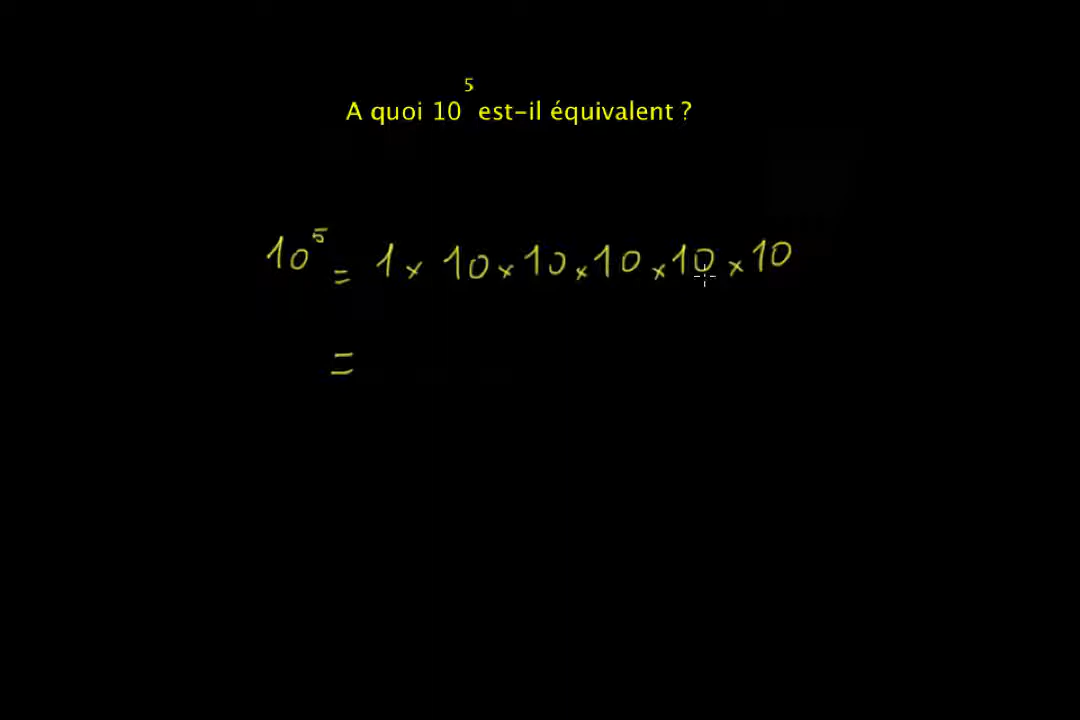 A quoi 10⁵ est-il équivalent ?
10⁵ = 1 × 10 × 10 × 10 × 10 × 10
=